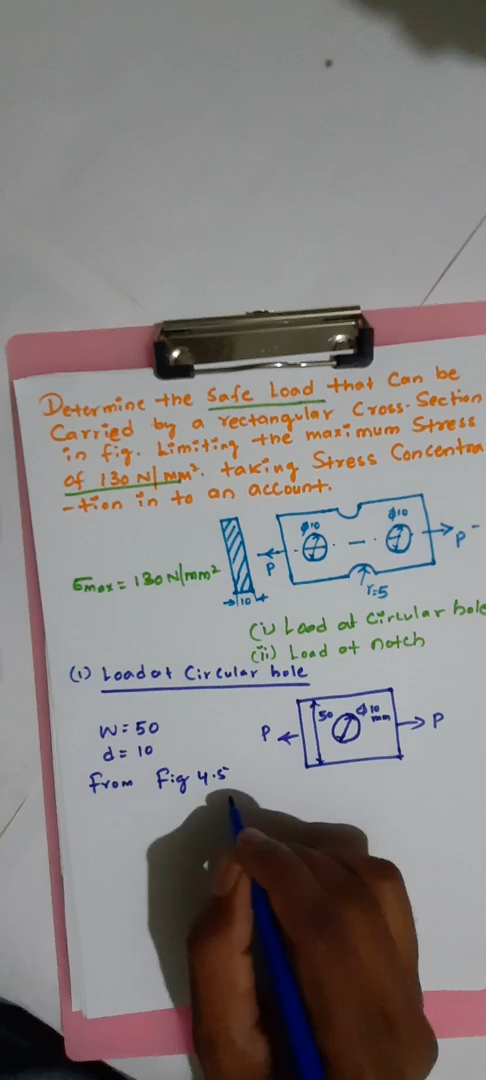 Determine the Safe Load that can be
Carried by a rectangular Cross-Section
in fig. Limiting the maximum Stress
of 130 N/mm². taking Stress Concentra
-tion in to an account.
Φ10 Φ10
P P
σmax = 130 N/mm²
10 r=5
(i) Load at Circular hole
(ii) Load at notch
(i) Load at Circular hole
W = 50
d = 10
P 50 Φ10 mm P
from Fig 4.5